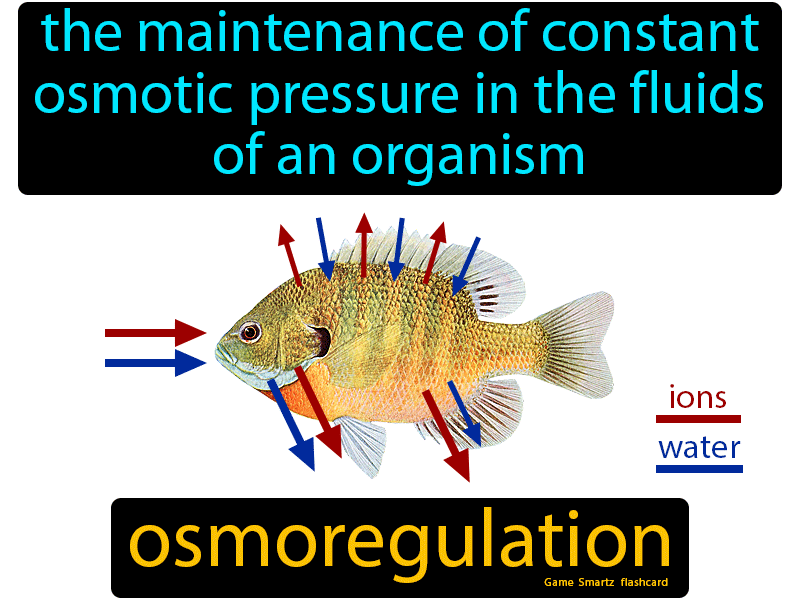 the maintenance of constant
osmotic pressure in the fluids
of an organism
ions
water
osmoregulation
Game Smartz flashcard